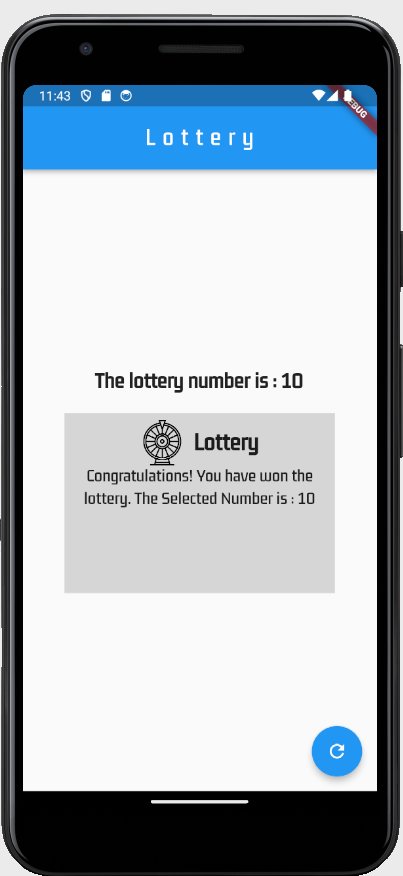 11:43
DEBUG
Lottery
The lottery number is : 10
Lottery
Congratulations! You have won the
lottery. The Selected Number is : 10